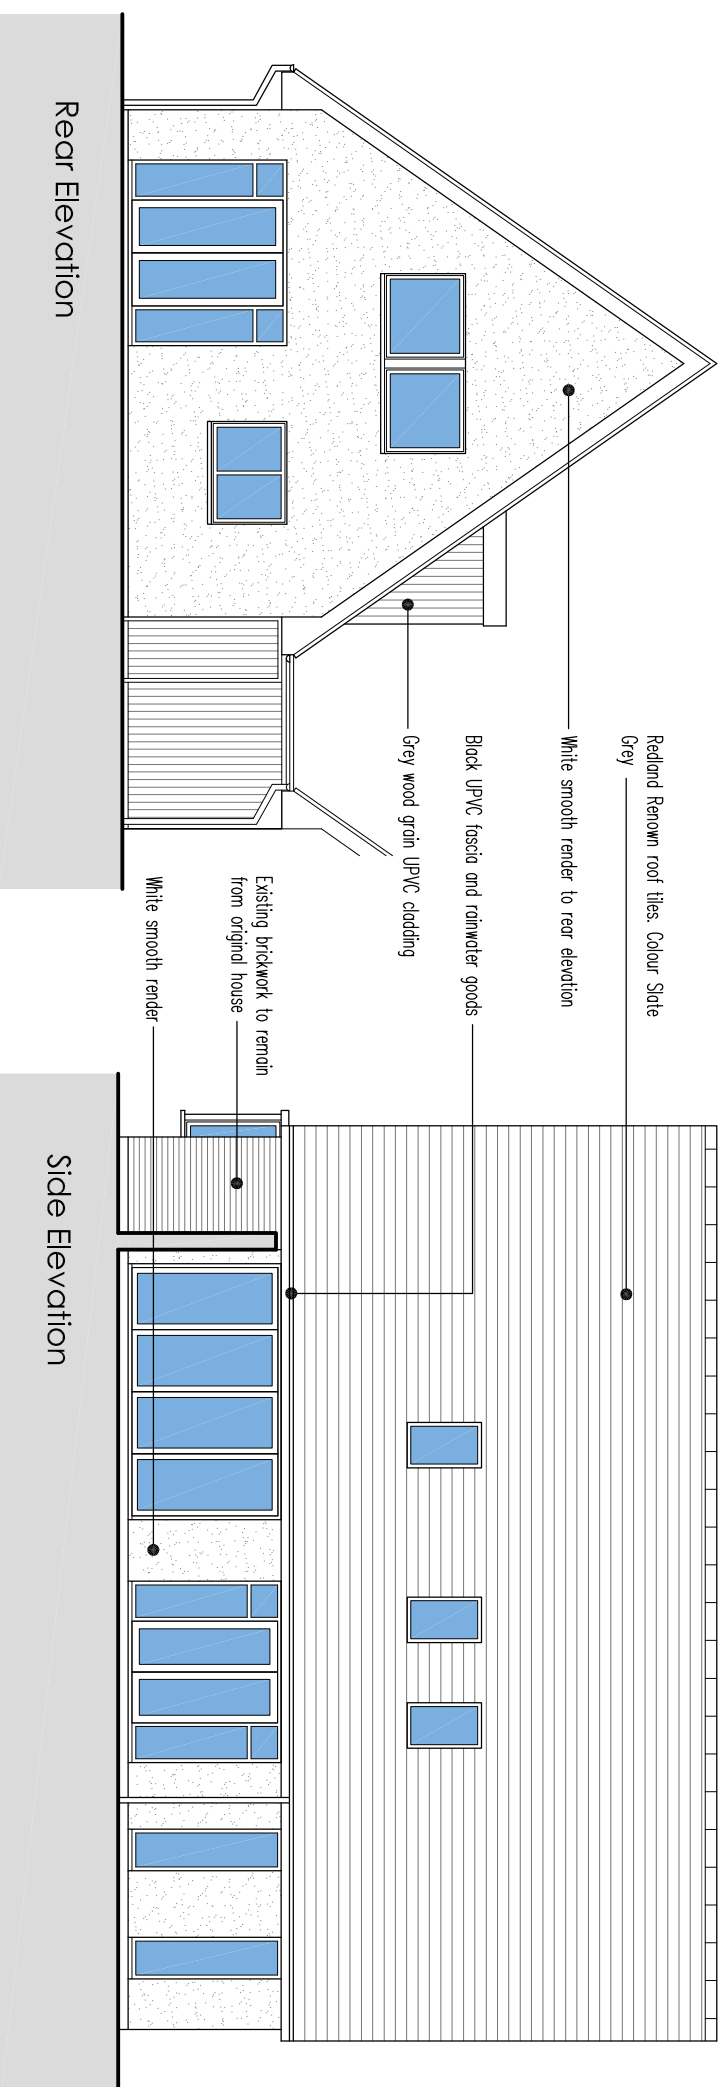 Redland Renown roof tiles. Colour Slate
Grey
White smooth render to rear elevation
Black UPVC fascia and rainwater goods
Grey wood grain UPVC cladding
Existing brickwork to remain
from original house
White smooth render
Rear Elevation
Side Elevation